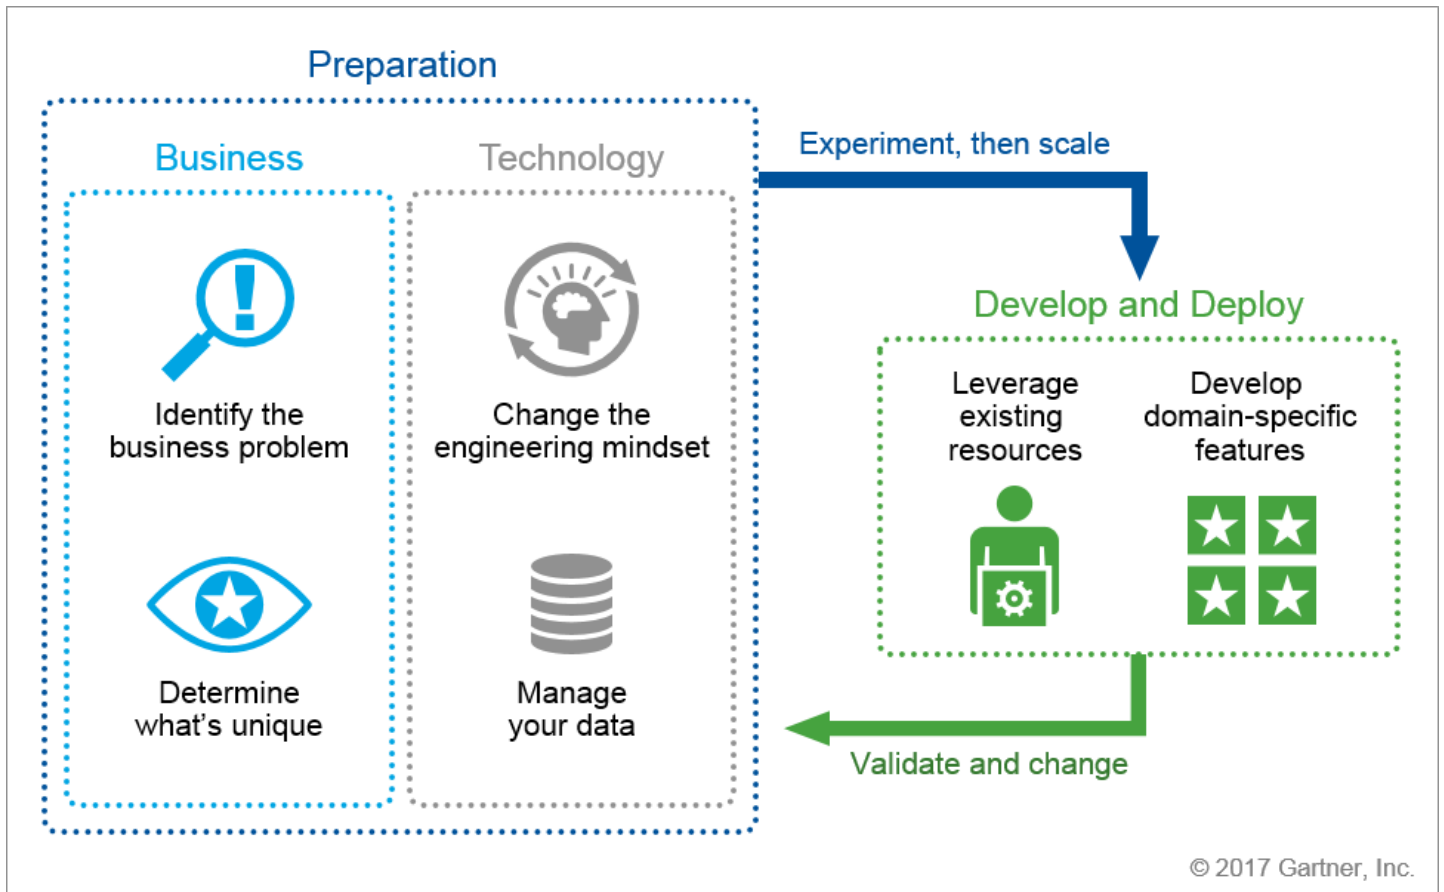 Preparation
Business
Technology
Identify the
business problem
Change the
engineering mindset
Determine
what's unique
Manage
your data
Experiment, then scale
Develop and Deploy
Leverage
existing
resources
Develop
domain-specific
features
Validate and change
© 2017 Gartner, Inc.